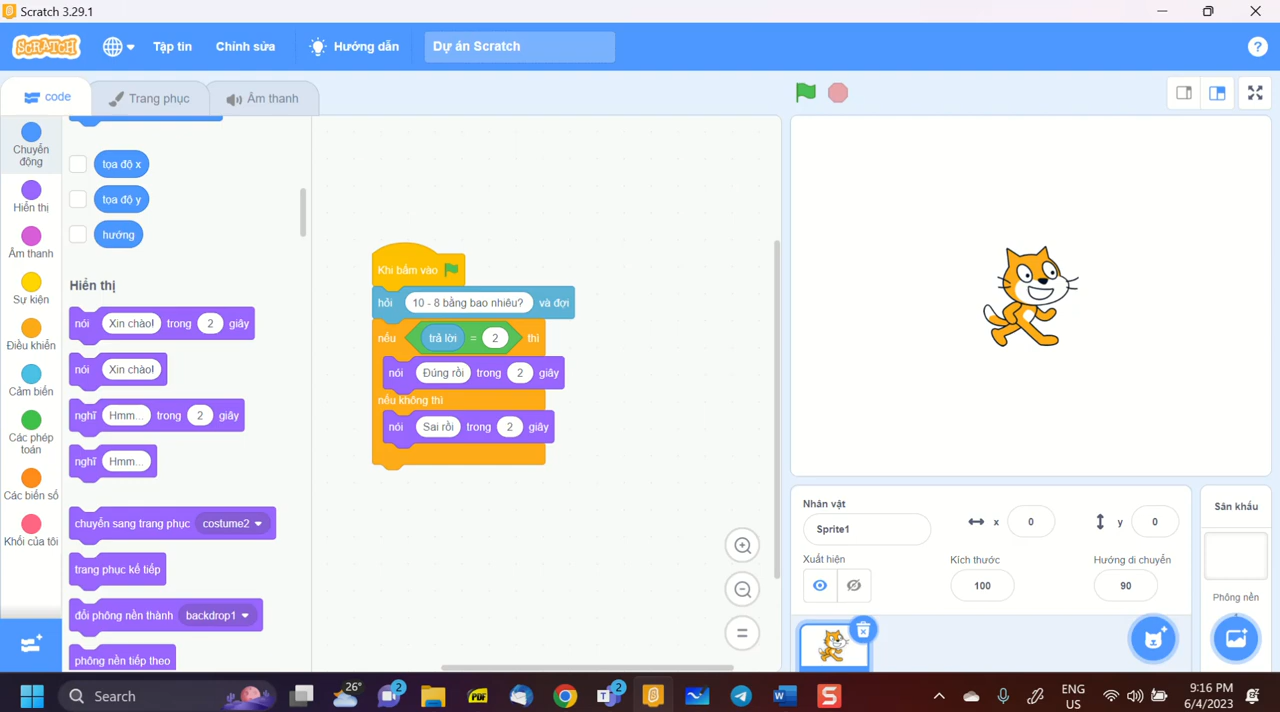 Scratch 3.29.1
SCRATCH
Tập tin
Chỉnh sửa
Hướng dẫn
Dự án Scratch
?
code
Trang phục
Âm thanh
Chuyển động
Hiển thị
Âm thanh
Sự kiện
Điều khiển
Cảm biến
Các phép toán
Các biến số
Khối của tôi
tọa độ x
tọa độ y
hướng
Hiển thị
nói Xin chào! trong 2 giây
nói Xin chào!
nghĩ Hmm... trong 2 giây
nghĩ Hmm...
chuyển sang trang phục costume2
trang phục kế tiếp
đổi phông nền thành backdrop1
phông nền tiếp theo
Khi bấm vào
hỏi 10 - 8 bằng bao nhiêu? và đợi
nếu trả lời = 2 thì
nói Đúng rồi trong 2 giây
nếu không thì
nói Sai rồi trong 2 giây
Nhân vật
Sprite1
x 0
y 0
Xuất hiện
Kích thước
100
Hướng di chuyển
90
Sân khấu
Phông nền
Search
26°
2
PDF
T
2
W
S
ENG
US
9:16 PM
6/4/2023